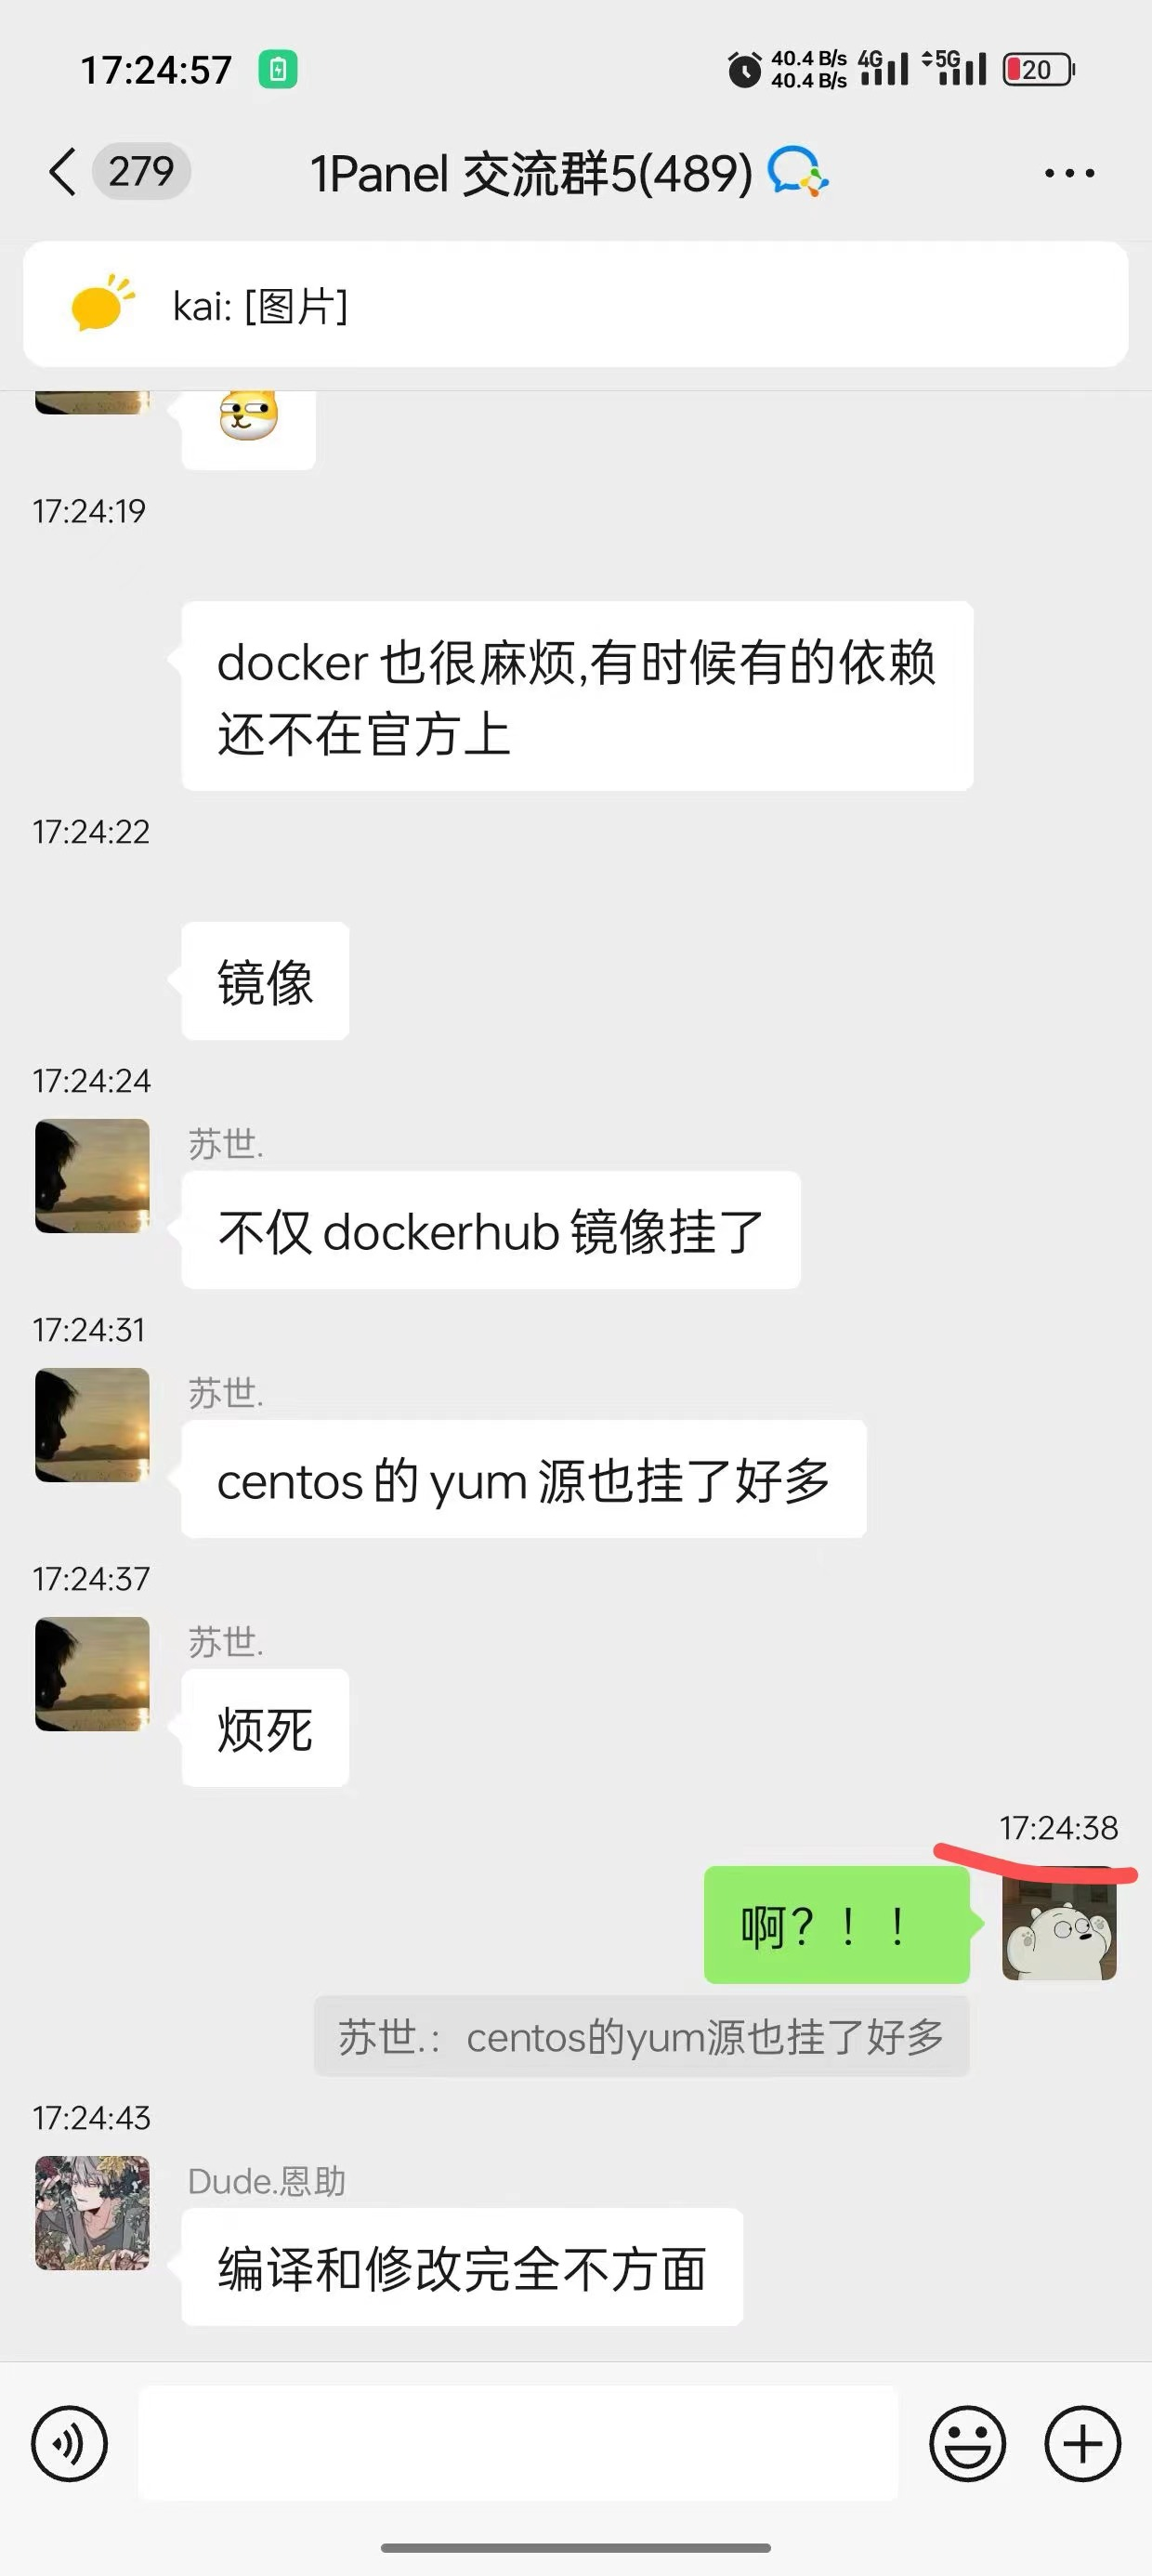 17:24:57
40.4 B/s
40.4 B/s
4G
5G
20
279
1Panel 交流群5(489)
kai: [图片]
17:24:19
docker 也很麻烦,有时候有的依赖
还不在官方上
17:24:22
镜像
17:24:24
苏世.
不仅 dockerhub 镜像挂了
17:24:31
苏世.
centos 的 yum 源也挂了好多
17:24:37
苏世.
烦死
17:24:38
啊？！！
苏世.：centos的yum源也挂了好多
17:24:43
Dude.恩助
编译和修改完全不方面